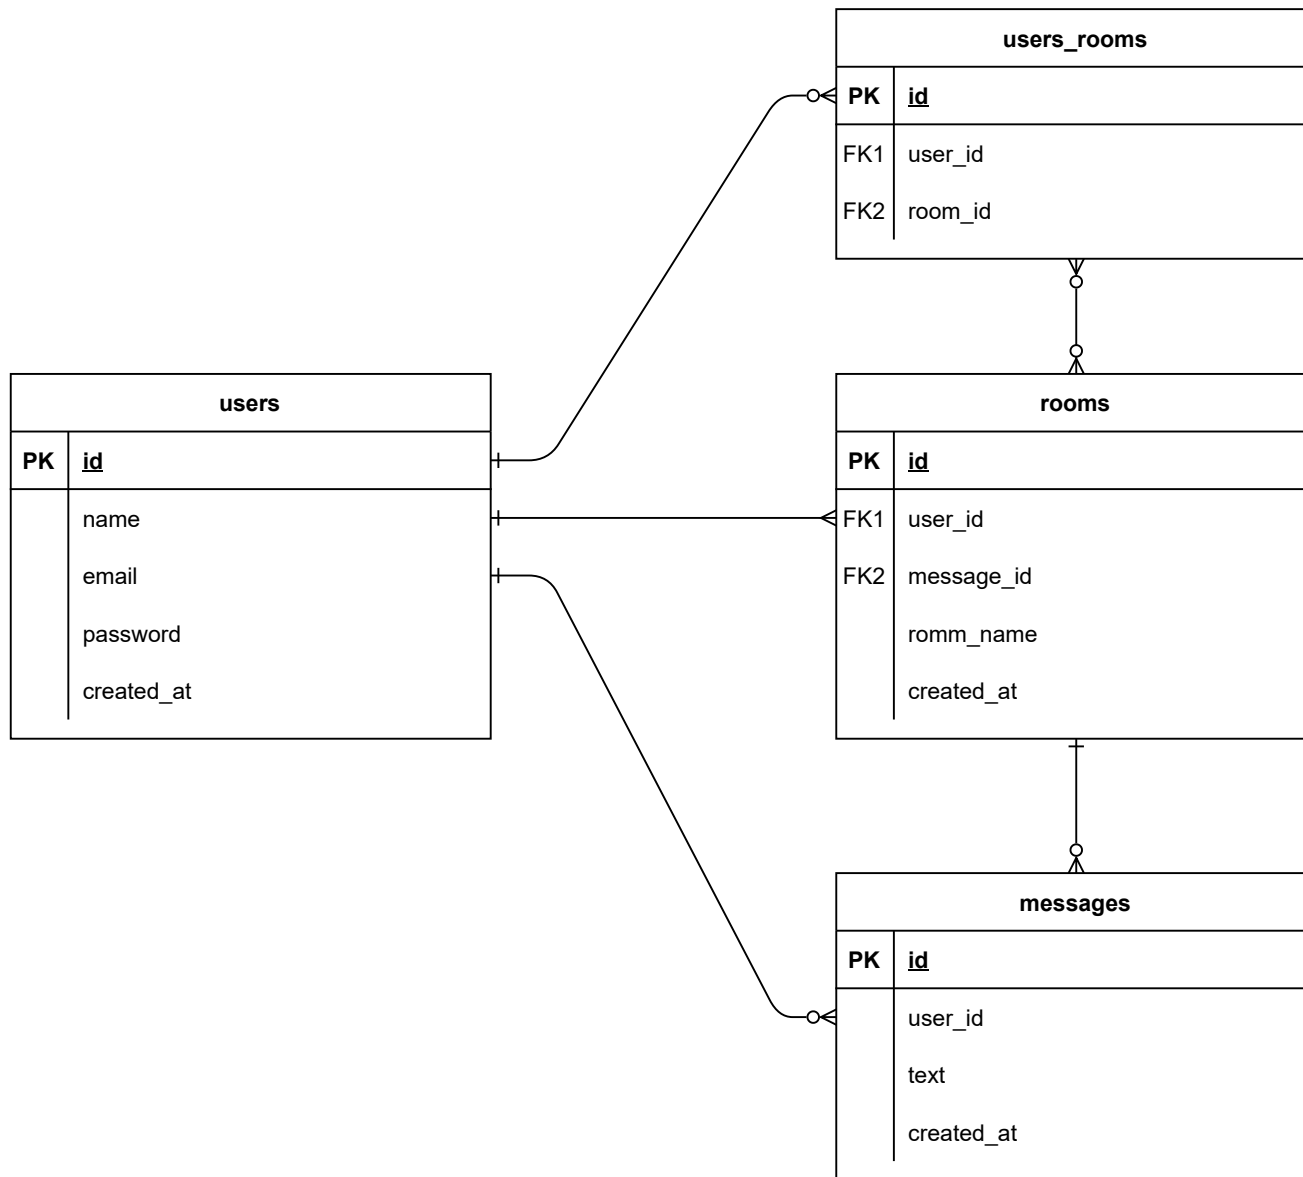 users_rooms
PK id
FK1 user_id
FK2 room_id
users
PK id
name
email
password
created_at
rooms
PK id
FK1 user_id
FK2 message_id
romm_name
created_at
messages
PK id
user_id
text
created_at